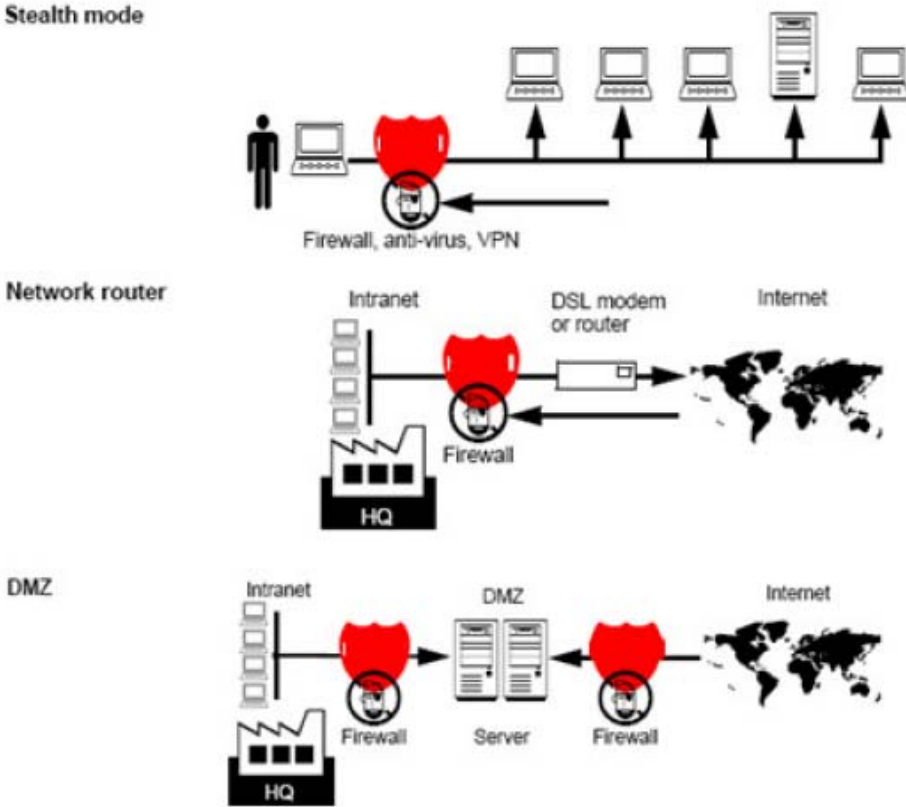 Stealth mode
Firewall, anti-virus, VPN
Network router
Intranet
DSL modem
or router
Internet
Firewall
HQ
DMZ
Intranet
DMZ
Internet
Firewall
Server
Firewall
HQ